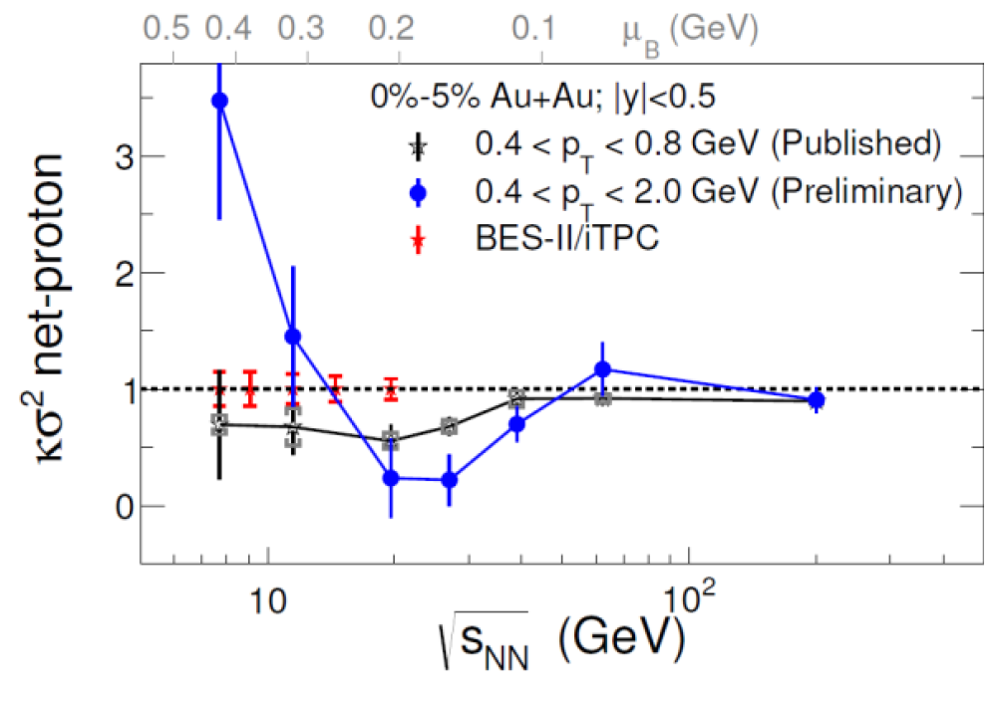 0.5 0.4 0.3 0.2 0.1 μB (GeV)
0%-5% Au+Au; |y|<0.5
0.4 < pT < 0.8 GeV (Published)
0.4 < pT < 2.0 GeV (Preliminary)
BES-II/iTPC
κσ² net-proton
3
2
1
0
10 10²
√sNN (GeV)